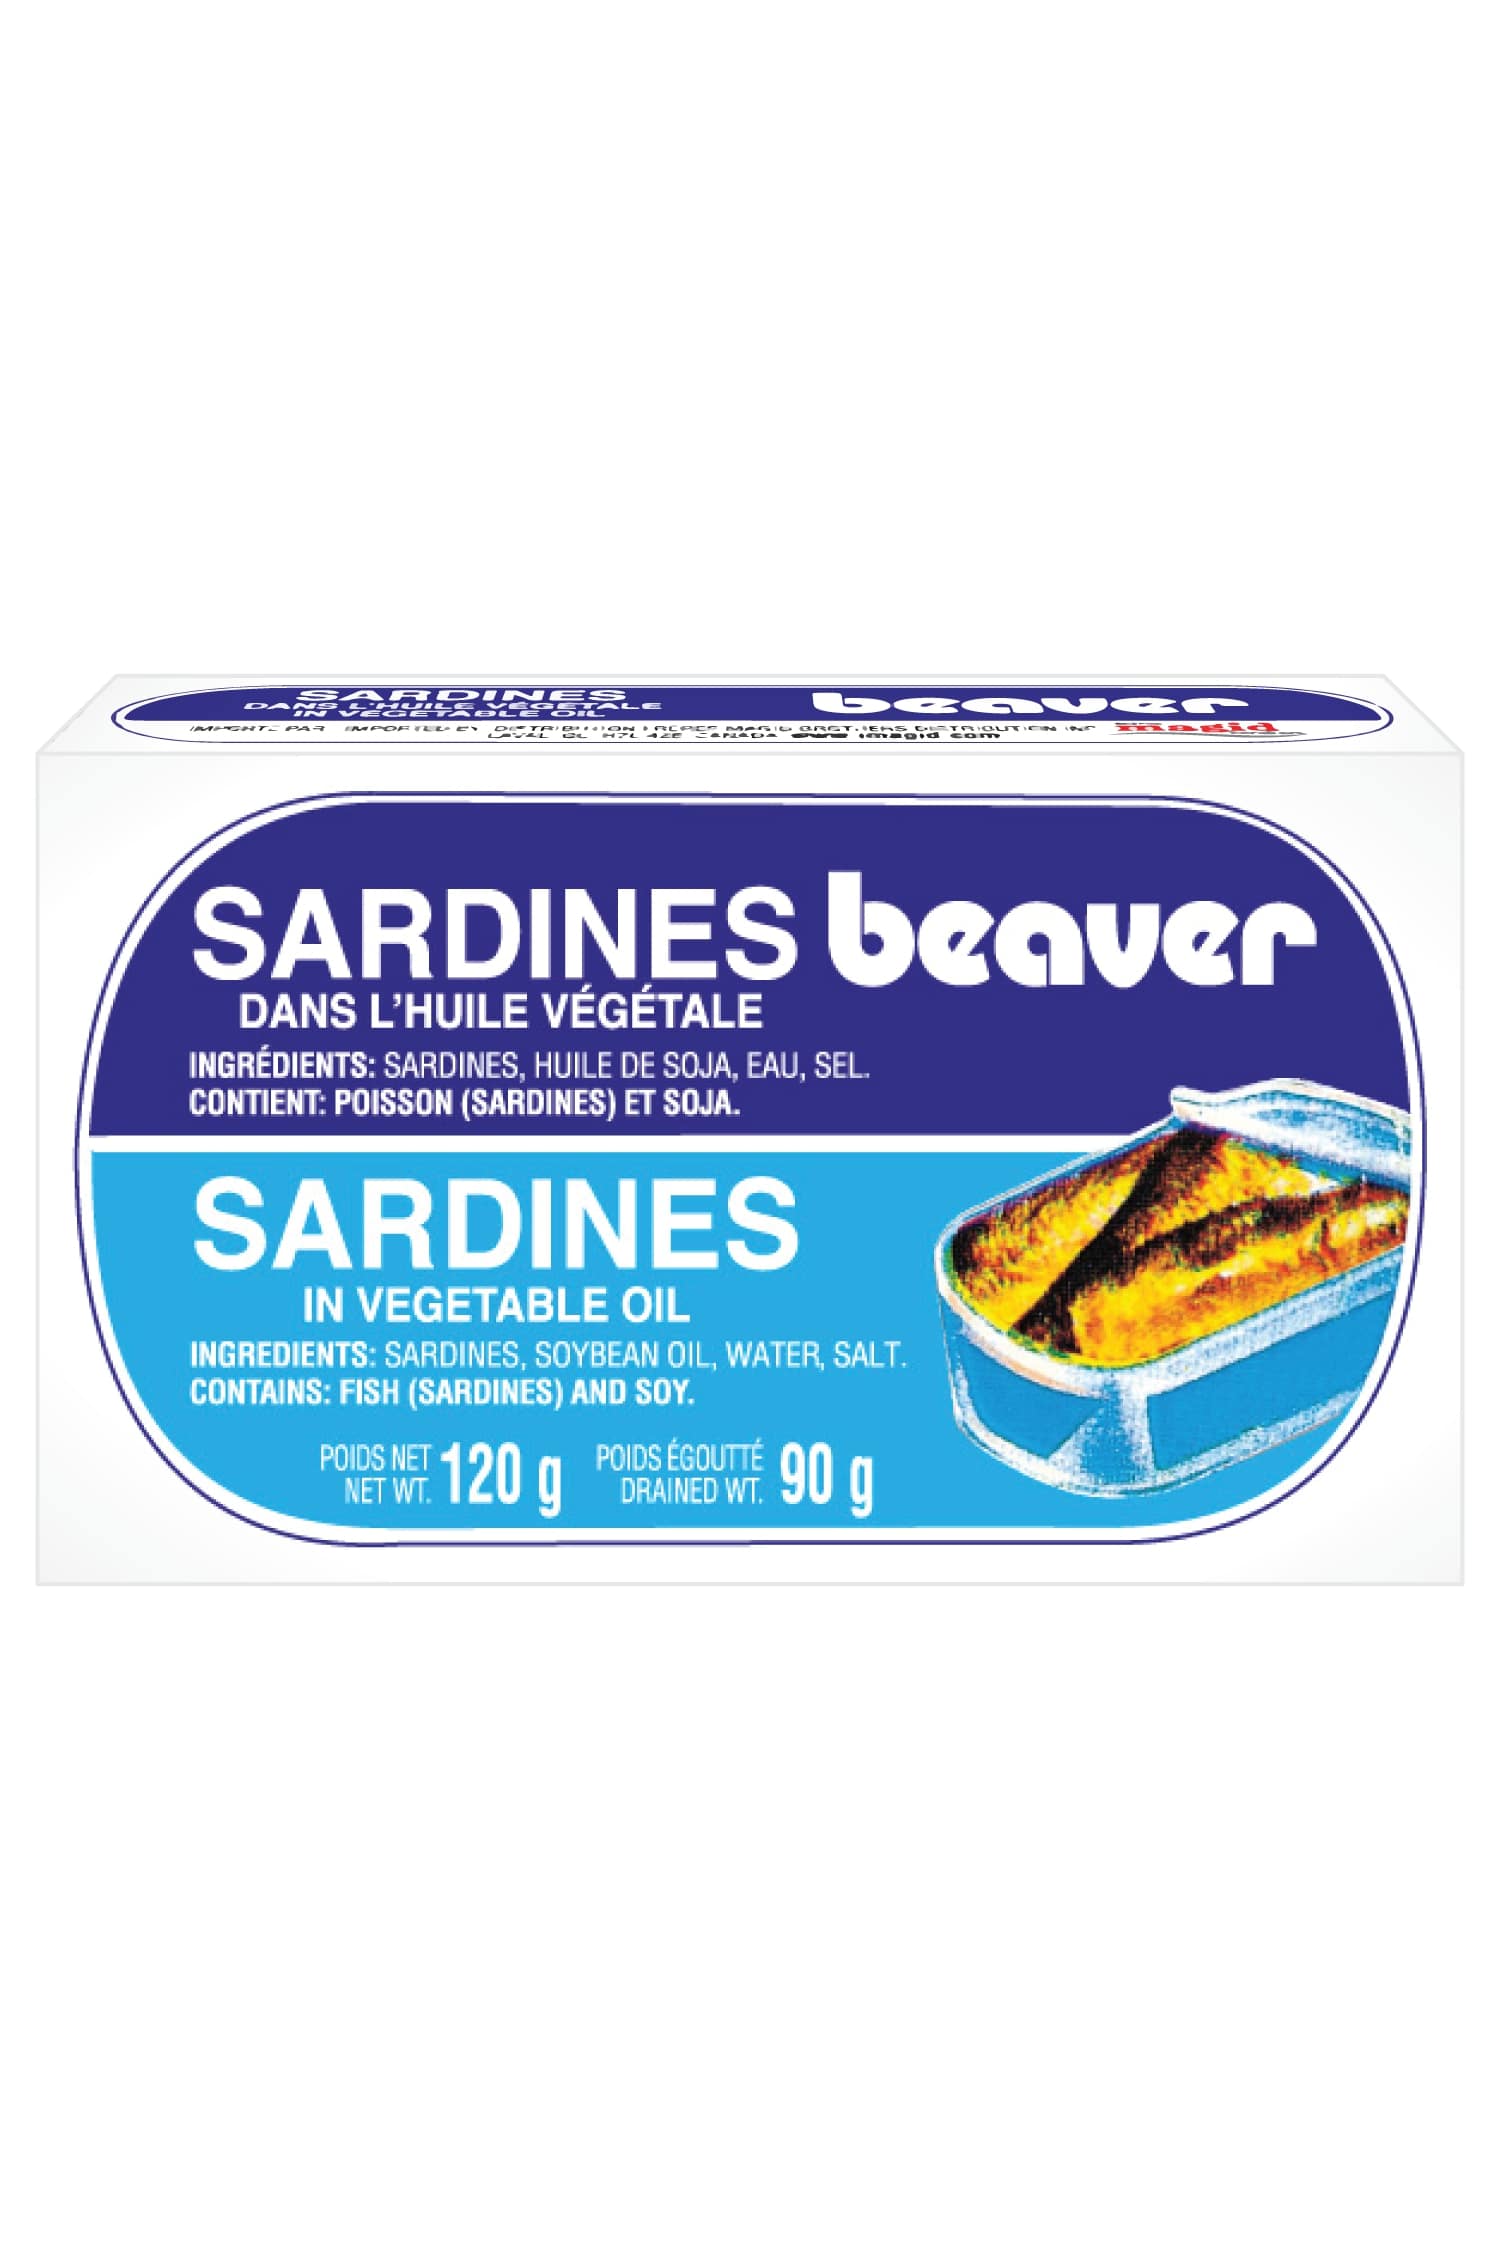 SARDINES beaver
DANS L'HUILE VÉGÉTALE
IN VEGETABLE OIL
PAR
magid
SARDINES beaver
DANS L'HUILE VÉGÉTALE
INGRÉDIENTS: SARDINES, HUILE DE SOJA, EAU, SEL.
CONTIENT: POISSON (SARDINES) ET SOJA.
SARDINES
IN VEGETABLE OIL
INGREDIENTS: SARDINES, SOYBEAN OIL, WATER, SALT.
CONTAINS: FISH (SARDINES) AND SOY.
POIDS NET 120 g POIDS ÉGOUTTÉ 90 g
NET WT. DRAINED WT.